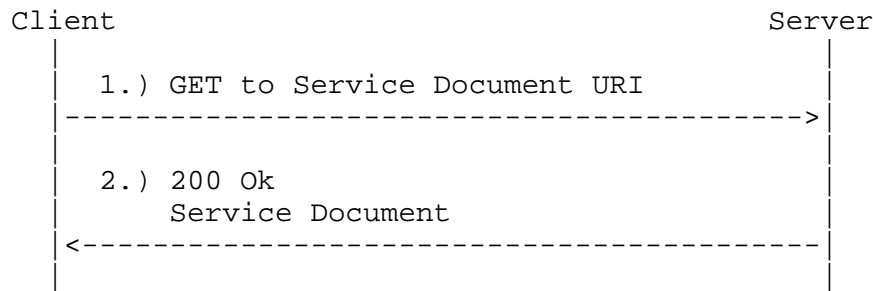 Client Server
1.) GET to Service Document URI
2.) 200 Ok
Service Document